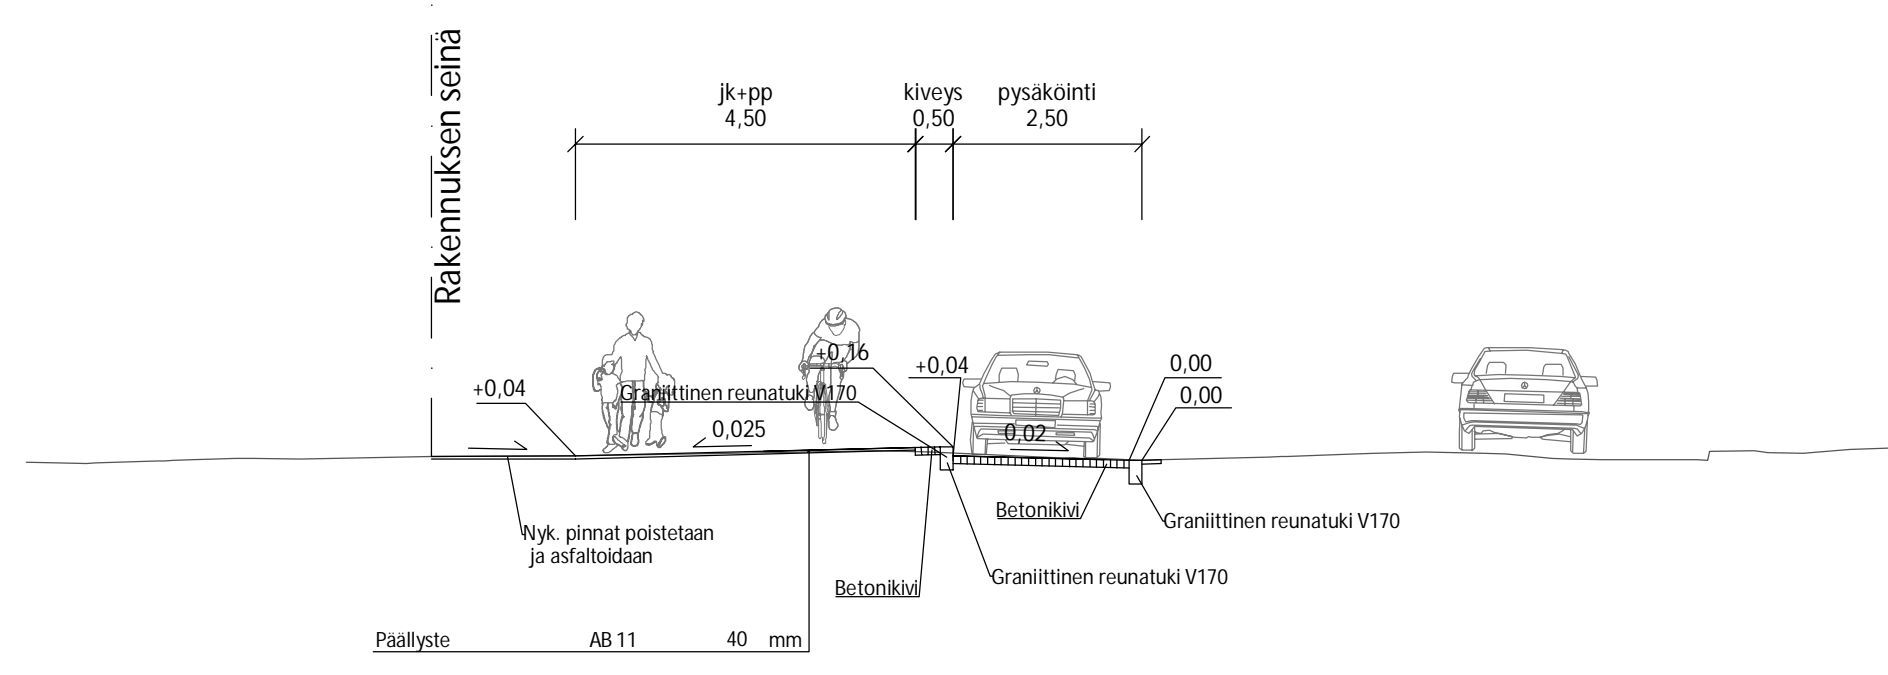 Rakennuksen seinä
jk+pp
4,50
kiveys
0,50
pysäköinti
2,50
+0,16
+0,04
0,00
+0,04
Graniittinen reunatuki V170
0,00
0,025
0,02
Betonikivi
Graniittinen reunatuki V170
Nyk. pinnat poistetaan
ja asfaltoidaan
Graniittinen reunatuki V170
Betonikivi
Päällyste AB 11 40 mm